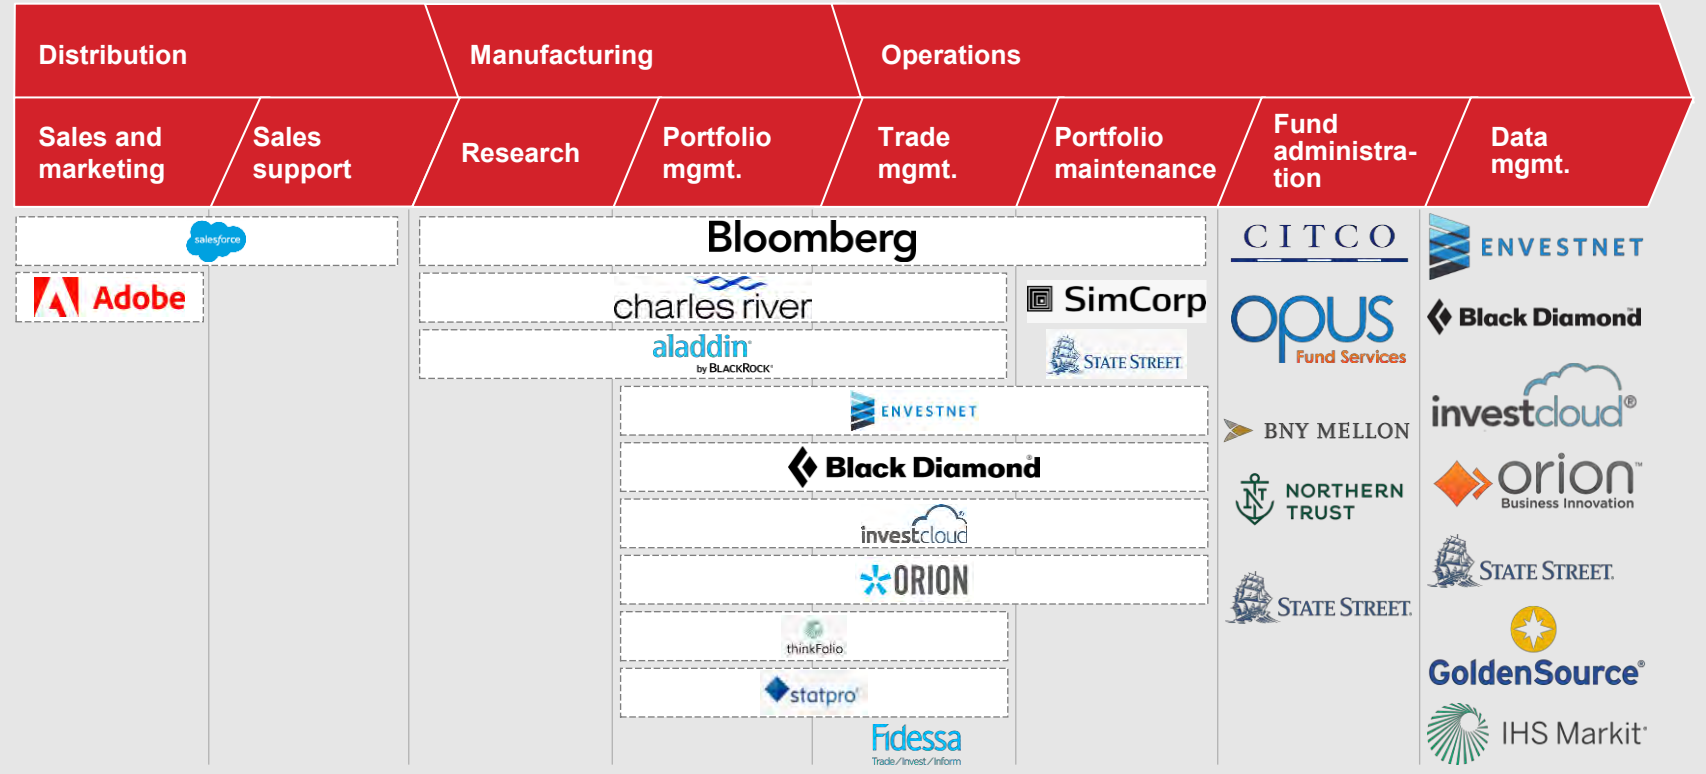 Distribution
Manufacturing
Operations
Sales and
marketing
Sales
support
Research
Portfolio
mgmt.
Trade
mgmt.
Portfolio
maintenance
Fund
administra-
tion
Data
mgmt.
salesforce
Bloomberg
CITCO
ENVESTNET
Adobe
charles river
SimCorp
opus
Fund Services
Black Diamond
aladdin
by BLACKROCK®
STATE STREET.
ENVESTNET
investcloud®
BNY MELLON
Black Diamond
orion™
Business Innovation
NORTHERN
TRUST
investcloud®
ORION
STATE STREET.
STATE STREET.
thinkFolio
GoldenSource®
statpro
Fidessa
Trade/Invest/Inform
IHS Markit